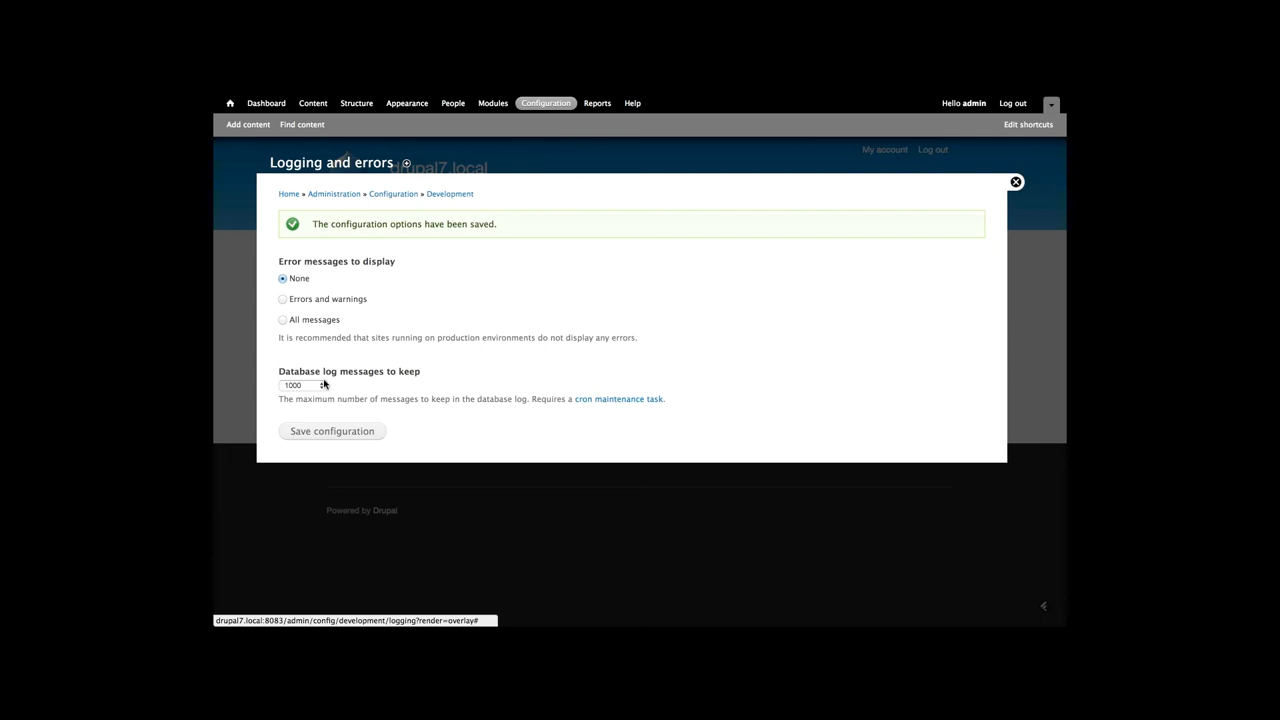 Dashboard Content Structure Appearance People Modules Configuration Reports Help Hello admin Log out
Add content Find content Edit shortcuts
My account Log out
Logging and errors
drupal7.local
Home » Administration » Configuration » Development
The configuration options have been saved.
Error messages to display
None
Errors and warnings
All messages
It is recommended that sites running on production environments do not display any errors.
Database log messages to keep
1000
The maximum number of messages to keep in the database log. Requires a cron maintenance task.
Save configuration
Powered by Drupal
drupal7.local:8083/admin/config/development/logging?render=overlay#